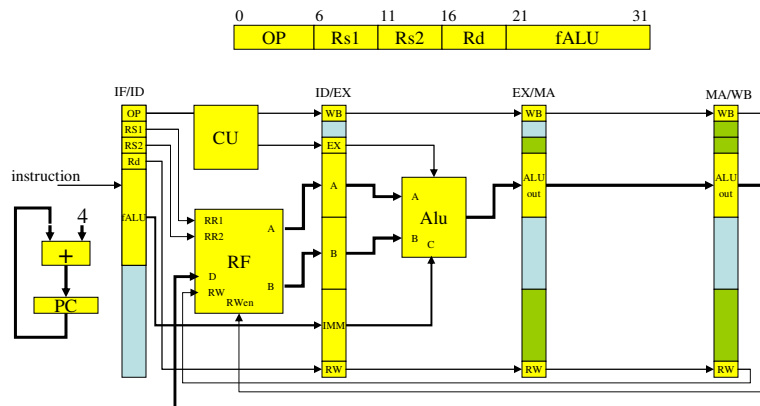 0 6 11 16 21 31
OP Rs1 Rs2 Rd fALU
IF/ID ID/EX EX/MA MA/WB
OP CU WB WB WB
RS1
RS2 EX
Rd
instruction
fALU
A A Alu ALU out ALU out
4
RR1 A
RR2
B B C
+ RF
D
B
RW
RWen
PC
IMM
RW RW RW